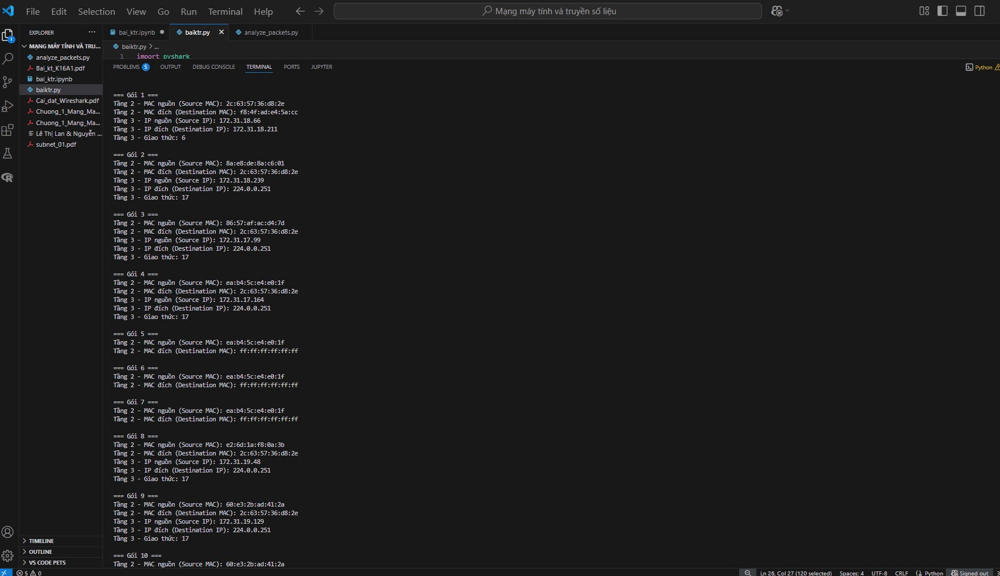 File Edit Selection View Go Run Terminal Help
Mạng máy tính và truyền số liệu
EXPLORER
MẠNG MÁY TÍNH VÀ TRU...
analyze_packets.py
Bai_kt_K16A1.pdf
bai_ktr.ipynb
baiktr.py
Cai_dat_Wireshark.pdf
Chuong_1_Mang_Ma...
Chuong_1_Mang_Ma...
Lê Thị Lan & Nguyễn ...
subnet_01.pdf
TIMELINE
OUTLINE
VS CODE PETS
bai_ktr.ipynb baiktr.py analyze_packets.py
baiktr.py > ...
1 import pyshark
PROBLEMS 5 OUTPUT DEBUG CONSOLE TERMINAL PORTS JUPYTER
Python
=== Gói 1 ===
Tầng 2 - MAC nguồn (Source MAC): 2c:63:57:36:d8:2e
Tầng 2 - MAC đích (Destination MAC): f8:4f:ad:e4:5a:cc
Tầng 3 - IP nguồn (Source IP): 172.31.18.66
Tầng 3 - IP đích (Destination IP): 172.31.18.211
Tầng 3 - Giao thức: 6
=== Gói 2 ===
Tầng 2 - MAC nguồn (Source MAC): 8a:e8:de:8a:c6:01
Tầng 2 - MAC đích (Destination MAC): 2c:63:57:36:d8:2e
Tầng 3 - IP nguồn (Source IP): 172.31.18.239
Tầng 3 - IP đích (Destination IP): 224.0.0.251
Tầng 3 - Giao thức: 17
=== Gói 3 ===
Tầng 2 - MAC nguồn (Source MAC): 86:57:af:ac:d4:7d
Tầng 2 - MAC đích (Destination MAC): 2c:63:57:36:d8:2e
Tầng 3 - IP nguồn (Source IP): 172.31.17.99
Tầng 3 - IP đích (Destination IP): 224.0.0.251
Tầng 3 - Giao thức: 17
=== Gói 4 ===
Tầng 2 - MAC nguồn (Source MAC): ea:b4:5c:e4:e0:1f
Tầng 2 - MAC đích (Destination MAC): 2c:63:57:36:d8:2e
Tầng 3 - IP nguồn (Source IP): 172.31.17.164
Tầng 3 - IP đích (Destination IP): 224.0.0.251
Tầng 3 - Giao thức: 17
=== Gói 5 ===
Tầng 2 - MAC nguồn (Source MAC): ea:b4:5c:e4:e0:1f
Tầng 2 - MAC đích (Destination MAC): ff:ff:ff:ff:ff:ff
=== Gói 6 ===
Tầng 2 - MAC nguồn (Source MAC): ea:b4:5c:e4:e0:1f
Tầng 2 - MAC đích (Destination MAC): ff:ff:ff:ff:ff:ff
=== Gói 7 ===
Tầng 2 - MAC nguồn (Source MAC): ea:b4:5c:e4:e0:1f
Tầng 2 - MAC đích (Destination MAC): ff:ff:ff:ff:ff:ff
=== Gói 8 ===
Tầng 2 - MAC nguồn (Source MAC): e2:6d:1a:f8:0a:3b
Tầng 2 - MAC đích (Destination MAC): 2c:63:57:36:d8:2e
Tầng 3 - IP nguồn (Source IP): 172.31.19.48
Tầng 3 - IP đích (Destination IP): 224.0.0.251
Tầng 3 - Giao thức: 17
=== Gói 9 ===
Tầng 2 - MAC nguồn (Source MAC): 60:e3:2b:ad:41:2a
Tầng 2 - MAC đích (Destination MAC): 2c:63:57:36:d8:2e
Tầng 3 - IP nguồn (Source IP): 172.31.19.129
Tầng 3 - IP đích (Destination IP): 224.0.0.251
Tầng 3 - Giao thức: 17
=== Gói 10 ===
Tầng 2 - MAC nguồn (Source MAC): 60:e3:2b:ad:41:2a
5 0 Ln 26, Col 27 (120 selected) Spaces: 4 UTF-8 CRLF Python Signed out 3